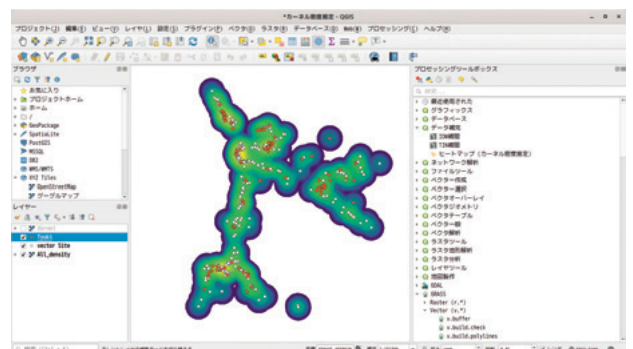 *カーネル密度推定 - QGIS
プロジェクト(J) 編集(E) ビュー(V) レイヤ(L) 設定(S) プラグイン(P) ベクタ(O) ラスタ(R) データベース(D) Web(W) プロセッシング(C) ヘルプ(H)
ブラウザ
お気に入り
プロジェクトホーム
ホーム
/
GeoPackage
SpatiaLite
PostGIS
MSSQL
DB2
WMS/WMTS
XYZ Tiles
OpenStreetMap
グーグルマップ
レイヤー
vector Site
All_density
プロセッシングツールボックス
検索...
最近使用された
グラフィックス
データベース
データ補完
IDW補間
TIN補間
ヒートマップ (カーネル密度推定)
ネットワーク解析
ファイルツール
ベクター作成
ベクター選択
ベクタオーバーレイ
ベクタジオメトリ
ベクタテーブル
ベクタ一般
ベクタ解析
ラスタツール
ラスタ地形解析
ラスタ分析
レイヤツール
地図製作
GDAL
GRASS
Raster (r.*)
Vector (v.*)
v.buffer
v.build.check
v.build.polylines